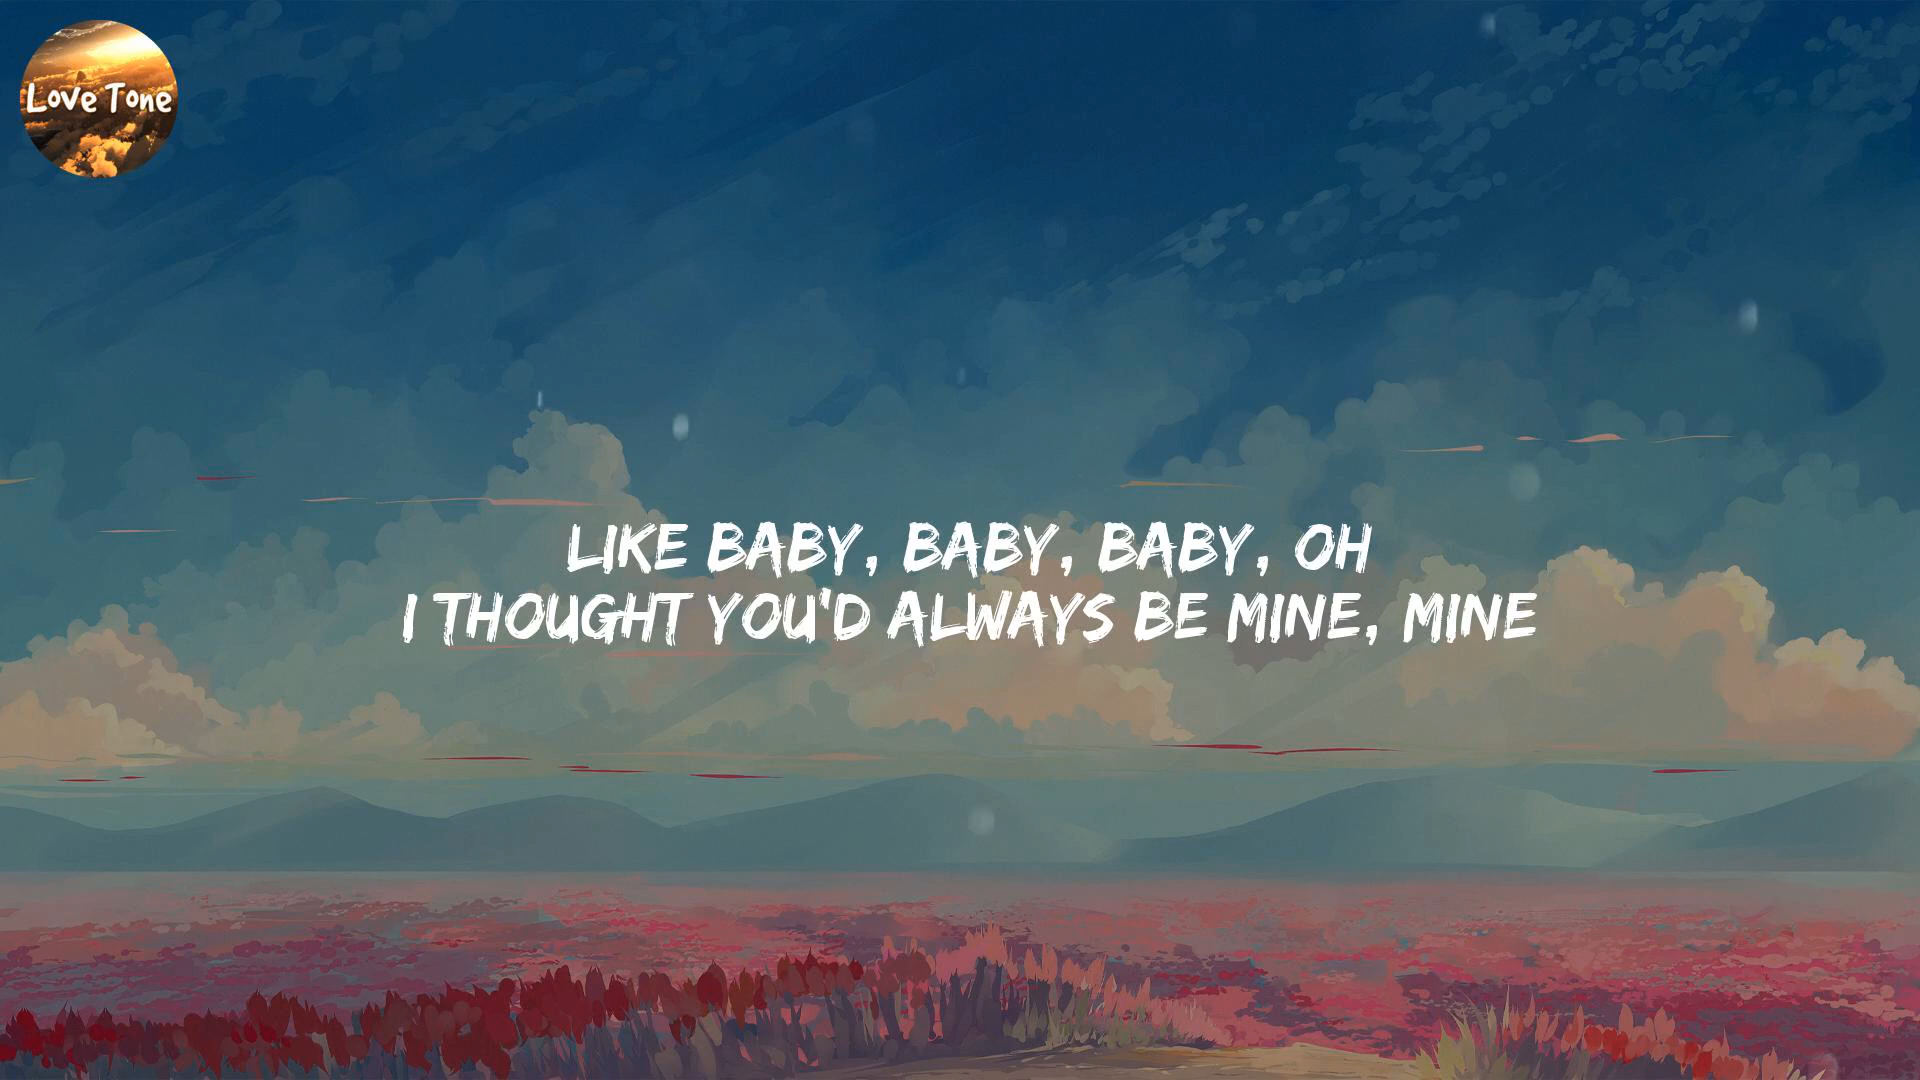 Love Tone
LIKE BABY, BABY, BABY, OH
I THOUGHT YOU'D ALWAYS BE MINE, MINE